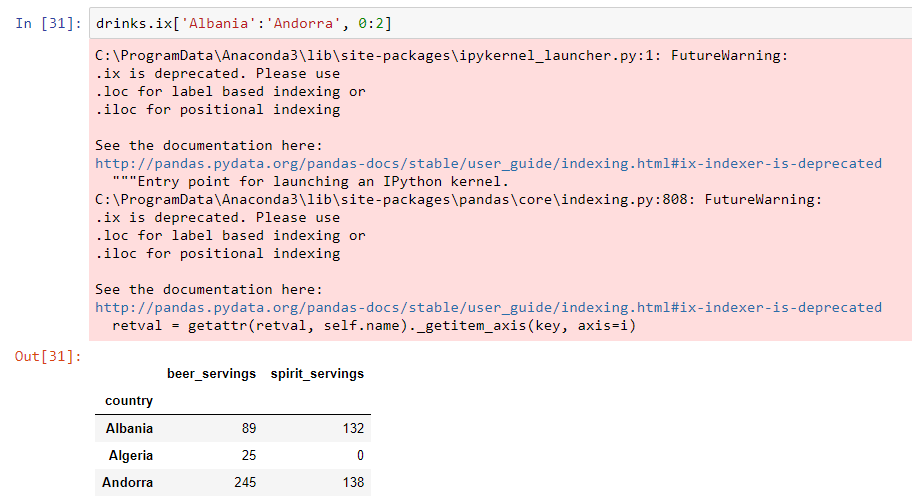 In [31]: drinks.ix['Albania':'Andorra', 0:2]
C:\ProgramData\Anaconda3\lib\site-packages\ipykernel_launcher.py:1: FutureWarning:
.ix is deprecated. Please use
.loc for label based indexing or
.iloc for positional indexing

See the documentation here:
http://pandas.pydata.org/pandas-docs/stable/user_guide/indexing.html#ix-indexer-is-deprecated
  """Entry point for launching an IPython kernel.
C:\ProgramData\Anaconda3\lib\site-packages\pandas\core\indexing.py:808: FutureWarning:
.ix is deprecated. Please use
.loc for label based indexing or
.iloc for positional indexing

See the documentation here:
http://pandas.pydata.org/pandas-docs/stable/user_guide/indexing.html#ix-indexer-is-deprecated
  retval = getattr(retval, self.name)._getitem_axis(key, axis=i)
Out[31]:
beer_servings spirit_servings
country
Albania 89 132
Algeria 25 0
Andorra 245 138